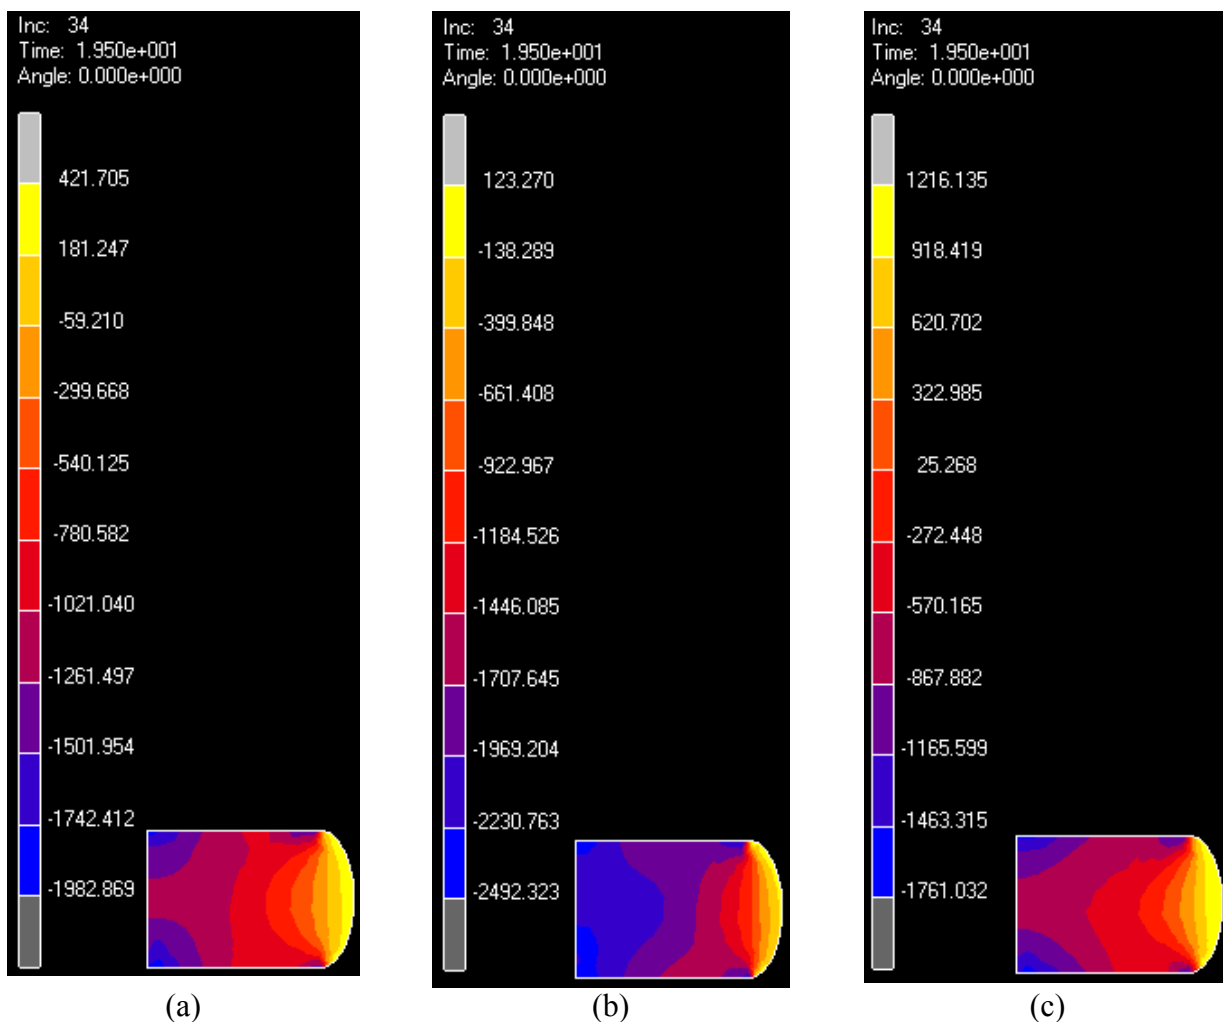 Inc: 34
Time: 1.950e+001
Angle: 0.000e+000
421.705
181.247
-59.210
-299.668
-540.125
-780.582
-1021.040
-1261.497
-1501.954
-1742.412
-1982.869
(a)
Inc: 34
Time: 1.950e+001
Angle: 0.000e+000
123.270
-138.289
-399.848
-661.408
-922.967
-1184.526
-1446.085
-1707.645
-1969.204
-2230.763
-2492.323
(b)
Inc: 34
Time: 1.950e+001
Angle: 0.000e+000
1216.135
918.419
620.702
322.985
25.268
-272.448
-570.165
-867.882
-1165.599
-1463.315
-1761.032
(c)